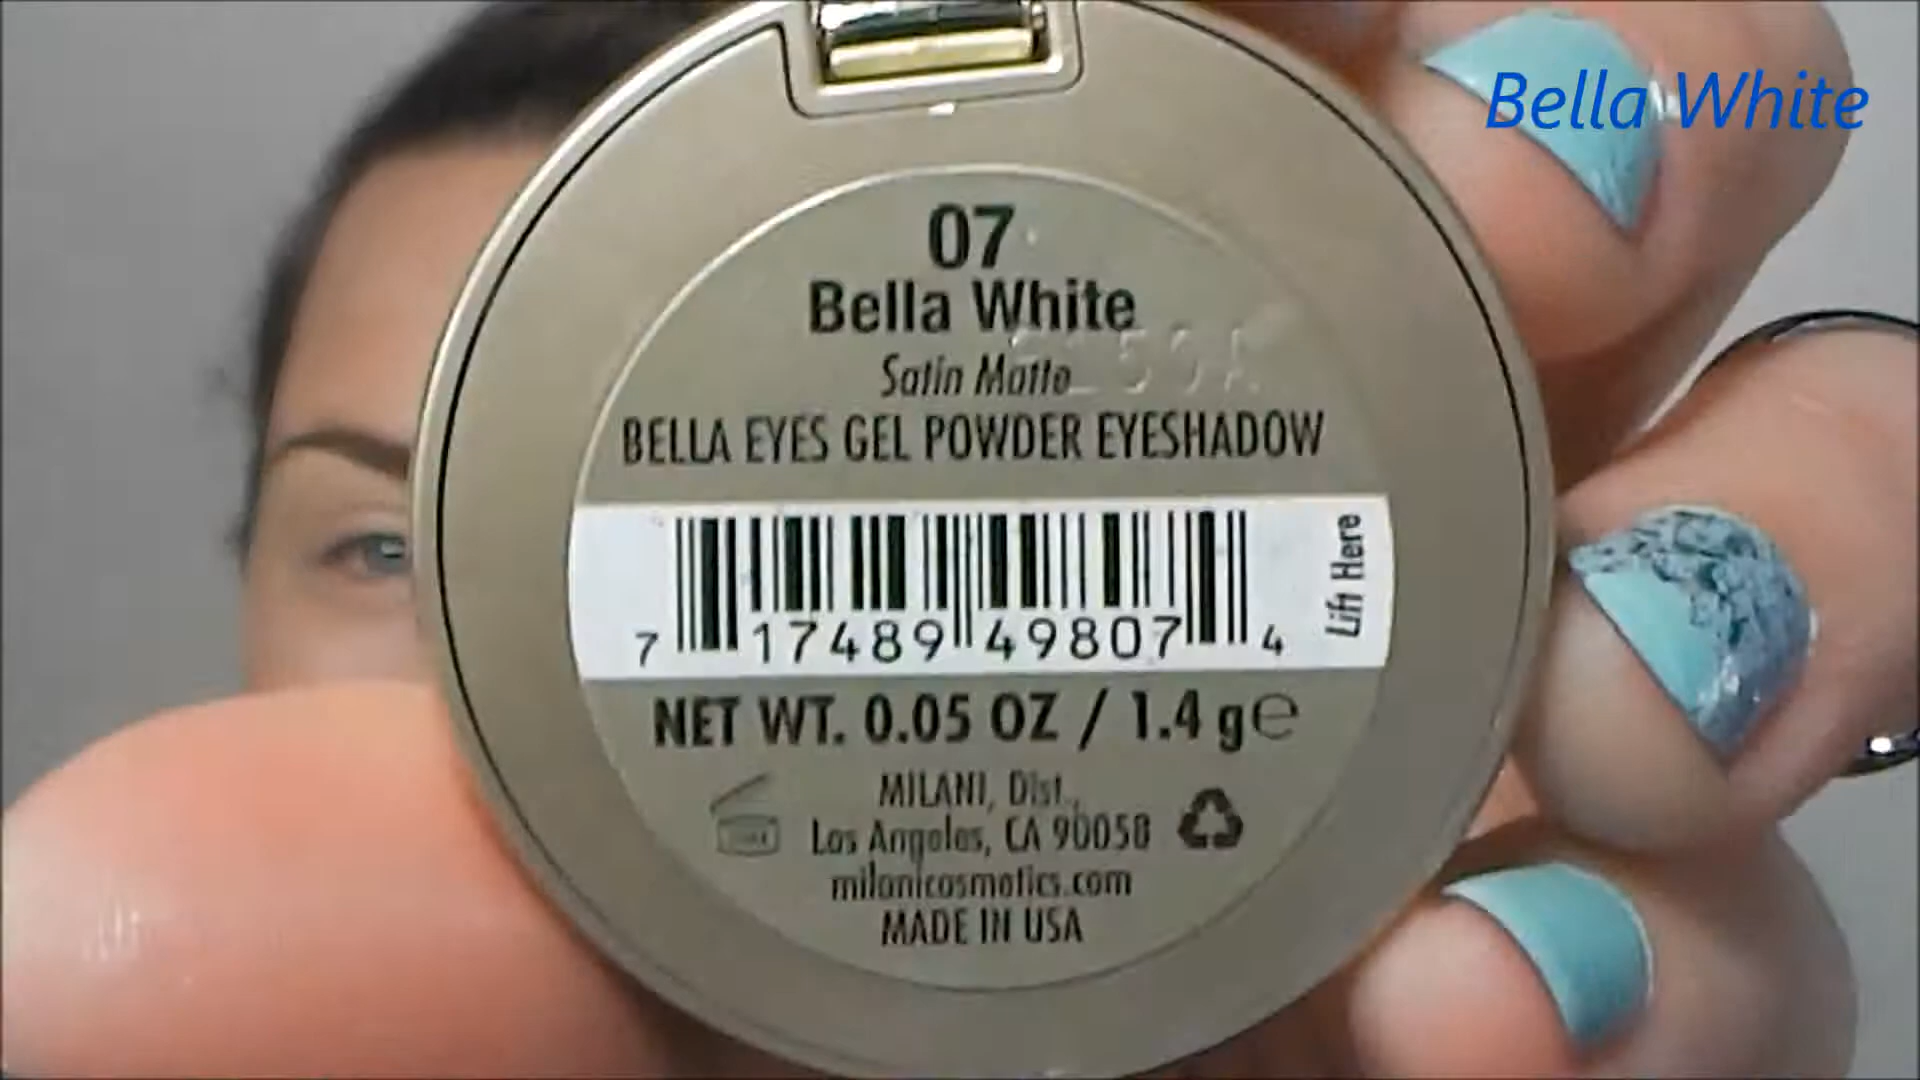 Bella White
07
Bella White
Satin Matte
BELLA EYES GEL POWDER EYESHADOW
Lift Here
7 17489 49807 4
NET WT. 0.05 OZ / 1.4 g℮
MILANI, Dist.,
Los Angeles, CA 90058
milanicosmetics.com
MADE IN USA